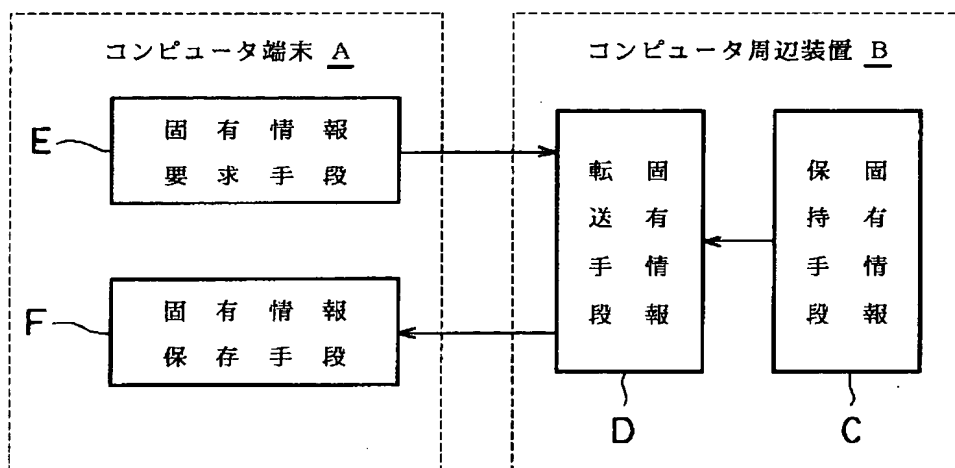 コンピュータ端末 A
コンピュータ周辺装置 B
E
固有情報
要求手段
F
固有情報
保存手段
固有情報
転送手段
D
固有情報
保持手段
C